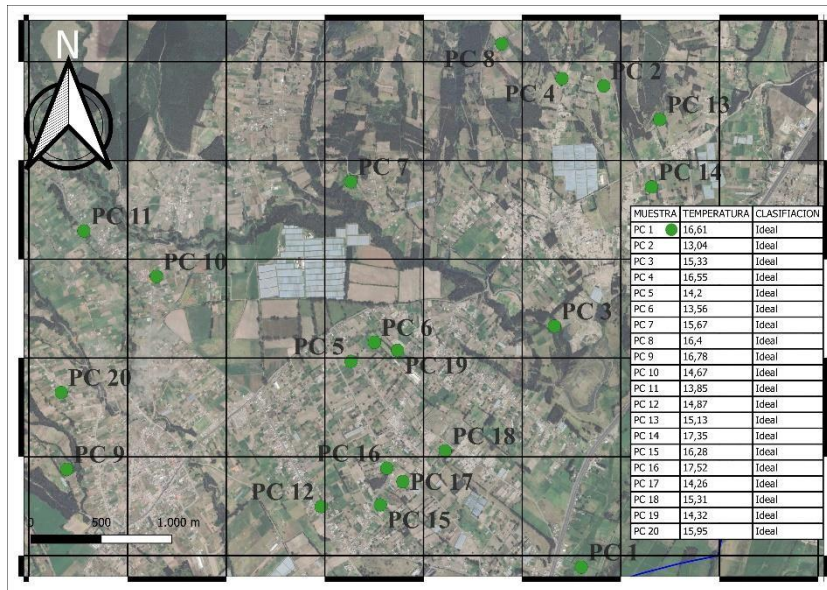 N
PC 8
PC 4
PC 2
PC 13
PC 7
PC 14
PC 11
PC 10
PC 3
PC 6
PC 5
PC 19
PC 20
PC 18
PC 9
PC 16
PC 17
PC 12
PC 15
PC 1
0 500 1.000 m
MUESTRA TEMPERATURA CLASIFIACION
PC 1 16,61 Ideal
PC 2 13,04 Ideal
PC 3 15,33 Ideal
PC 4 16,55 Ideal
PC 5 14,2 Ideal
PC 6 13,56 Ideal
PC 7 15,67 Ideal
PC 8 16,4 Ideal
PC 9 16,78 Ideal
PC 10 14,67 Ideal
PC 11 13,85 Ideal
PC 12 14,87 Ideal
PC 13 15,13 Ideal
PC 14 17,35 Ideal
PC 15 16,28 Ideal
PC 16 17,52 Ideal
PC 17 14,26 Ideal
PC 18 15,31 Ideal
PC 19 14,32 Ideal
PC 20 15,95 Ideal